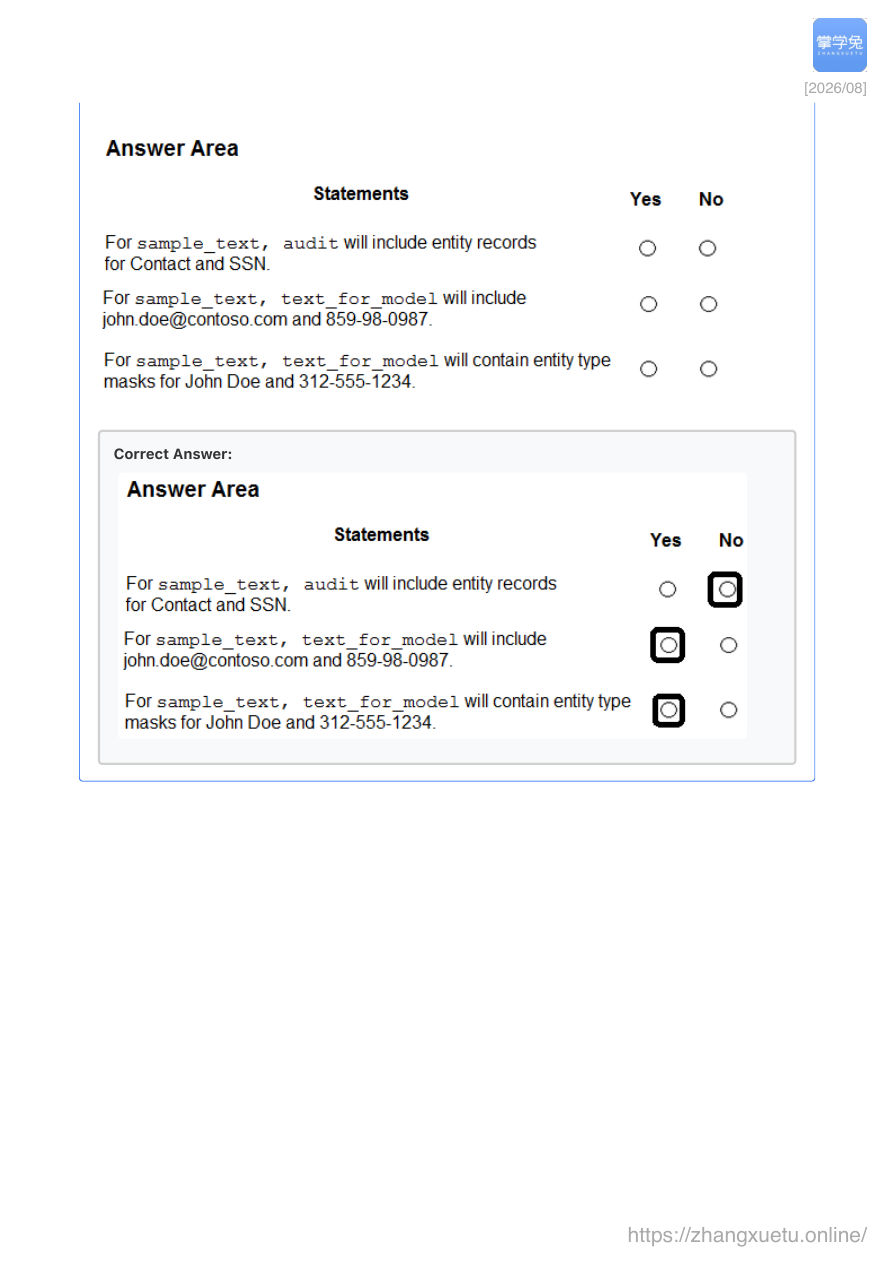 掌学兔
ZHANGXUETU
[2026/08]
Answer Area
Statements
Yes No
For sample_text, audit will include entity records
for Contact and SSN.
For sample_text, text_for_model will include
john.doe@contoso.com and 859-98-0987.
For sample_text, text_for_model will contain entity type
masks for John Doe and 312-555-1234.
Correct Answer:
Answer Area
Statements
Yes No
For sample_text, audit will include entity records
for Contact and SSN.
For sample_text, text_for_model will include
john.doe@contoso.com and 859-98-0987.
For sample_text, text_for_model will contain entity type
masks for John Doe and 312-555-1234.
https://zhangxuetu.online/